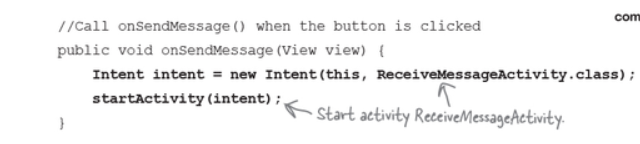 com
//Call onSendMessage() when the button is clicked
public void onSendMessage(View view) {
Intent intent = new Intent(this, ReceiveMessageActivity.class);
startActivity(intent);
Start activity ReceiveMessageActivity.
}